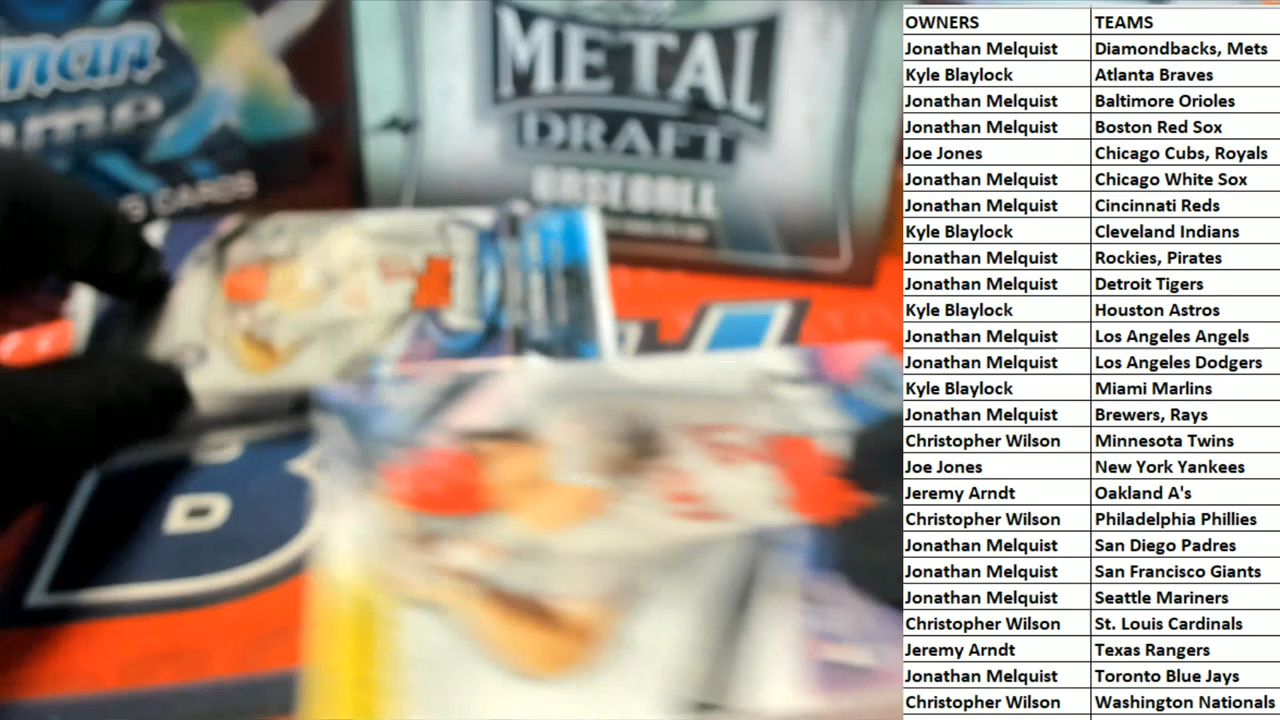 METAL
DRAFT
BASEBALL
CARDS
D
OWNERS TEAMS
Jonathan Melquist Diamondbacks, Mets
Kyle Blaylock Atlanta Braves
Jonathan Melquist Baltimore Orioles
Jonathan Melquist Boston Red Sox
Joe Jones Chicago Cubs, Royals
Jonathan Melquist Chicago White Sox
Jonathan Melquist Cincinnati Reds
Kyle Blaylock Cleveland Indians
Jonathan Melquist Rockies, Pirates
Jonathan Melquist Detroit Tigers
Kyle Blaylock Houston Astros
Jonathan Melquist Los Angeles Angels
Jonathan Melquist Los Angeles Dodgers
Kyle Blaylock Miami Marlins
Jonathan Melquist Brewers, Rays
Christopher Wilson Minnesota Twins
Joe Jones New York Yankees
Jeremy Arndt Oakland A's
Christopher Wilson Philadelphia Phillies
Jonathan Melquist San Diego Padres
Jonathan Melquist San Francisco Giants
Jonathan Melquist Seattle Mariners
Christopher Wilson St. Louis Cardinals
Jeremy Arndt Texas Rangers
Jonathan Melquist Toronto Blue Jays
Christopher Wilson Washington Nationals